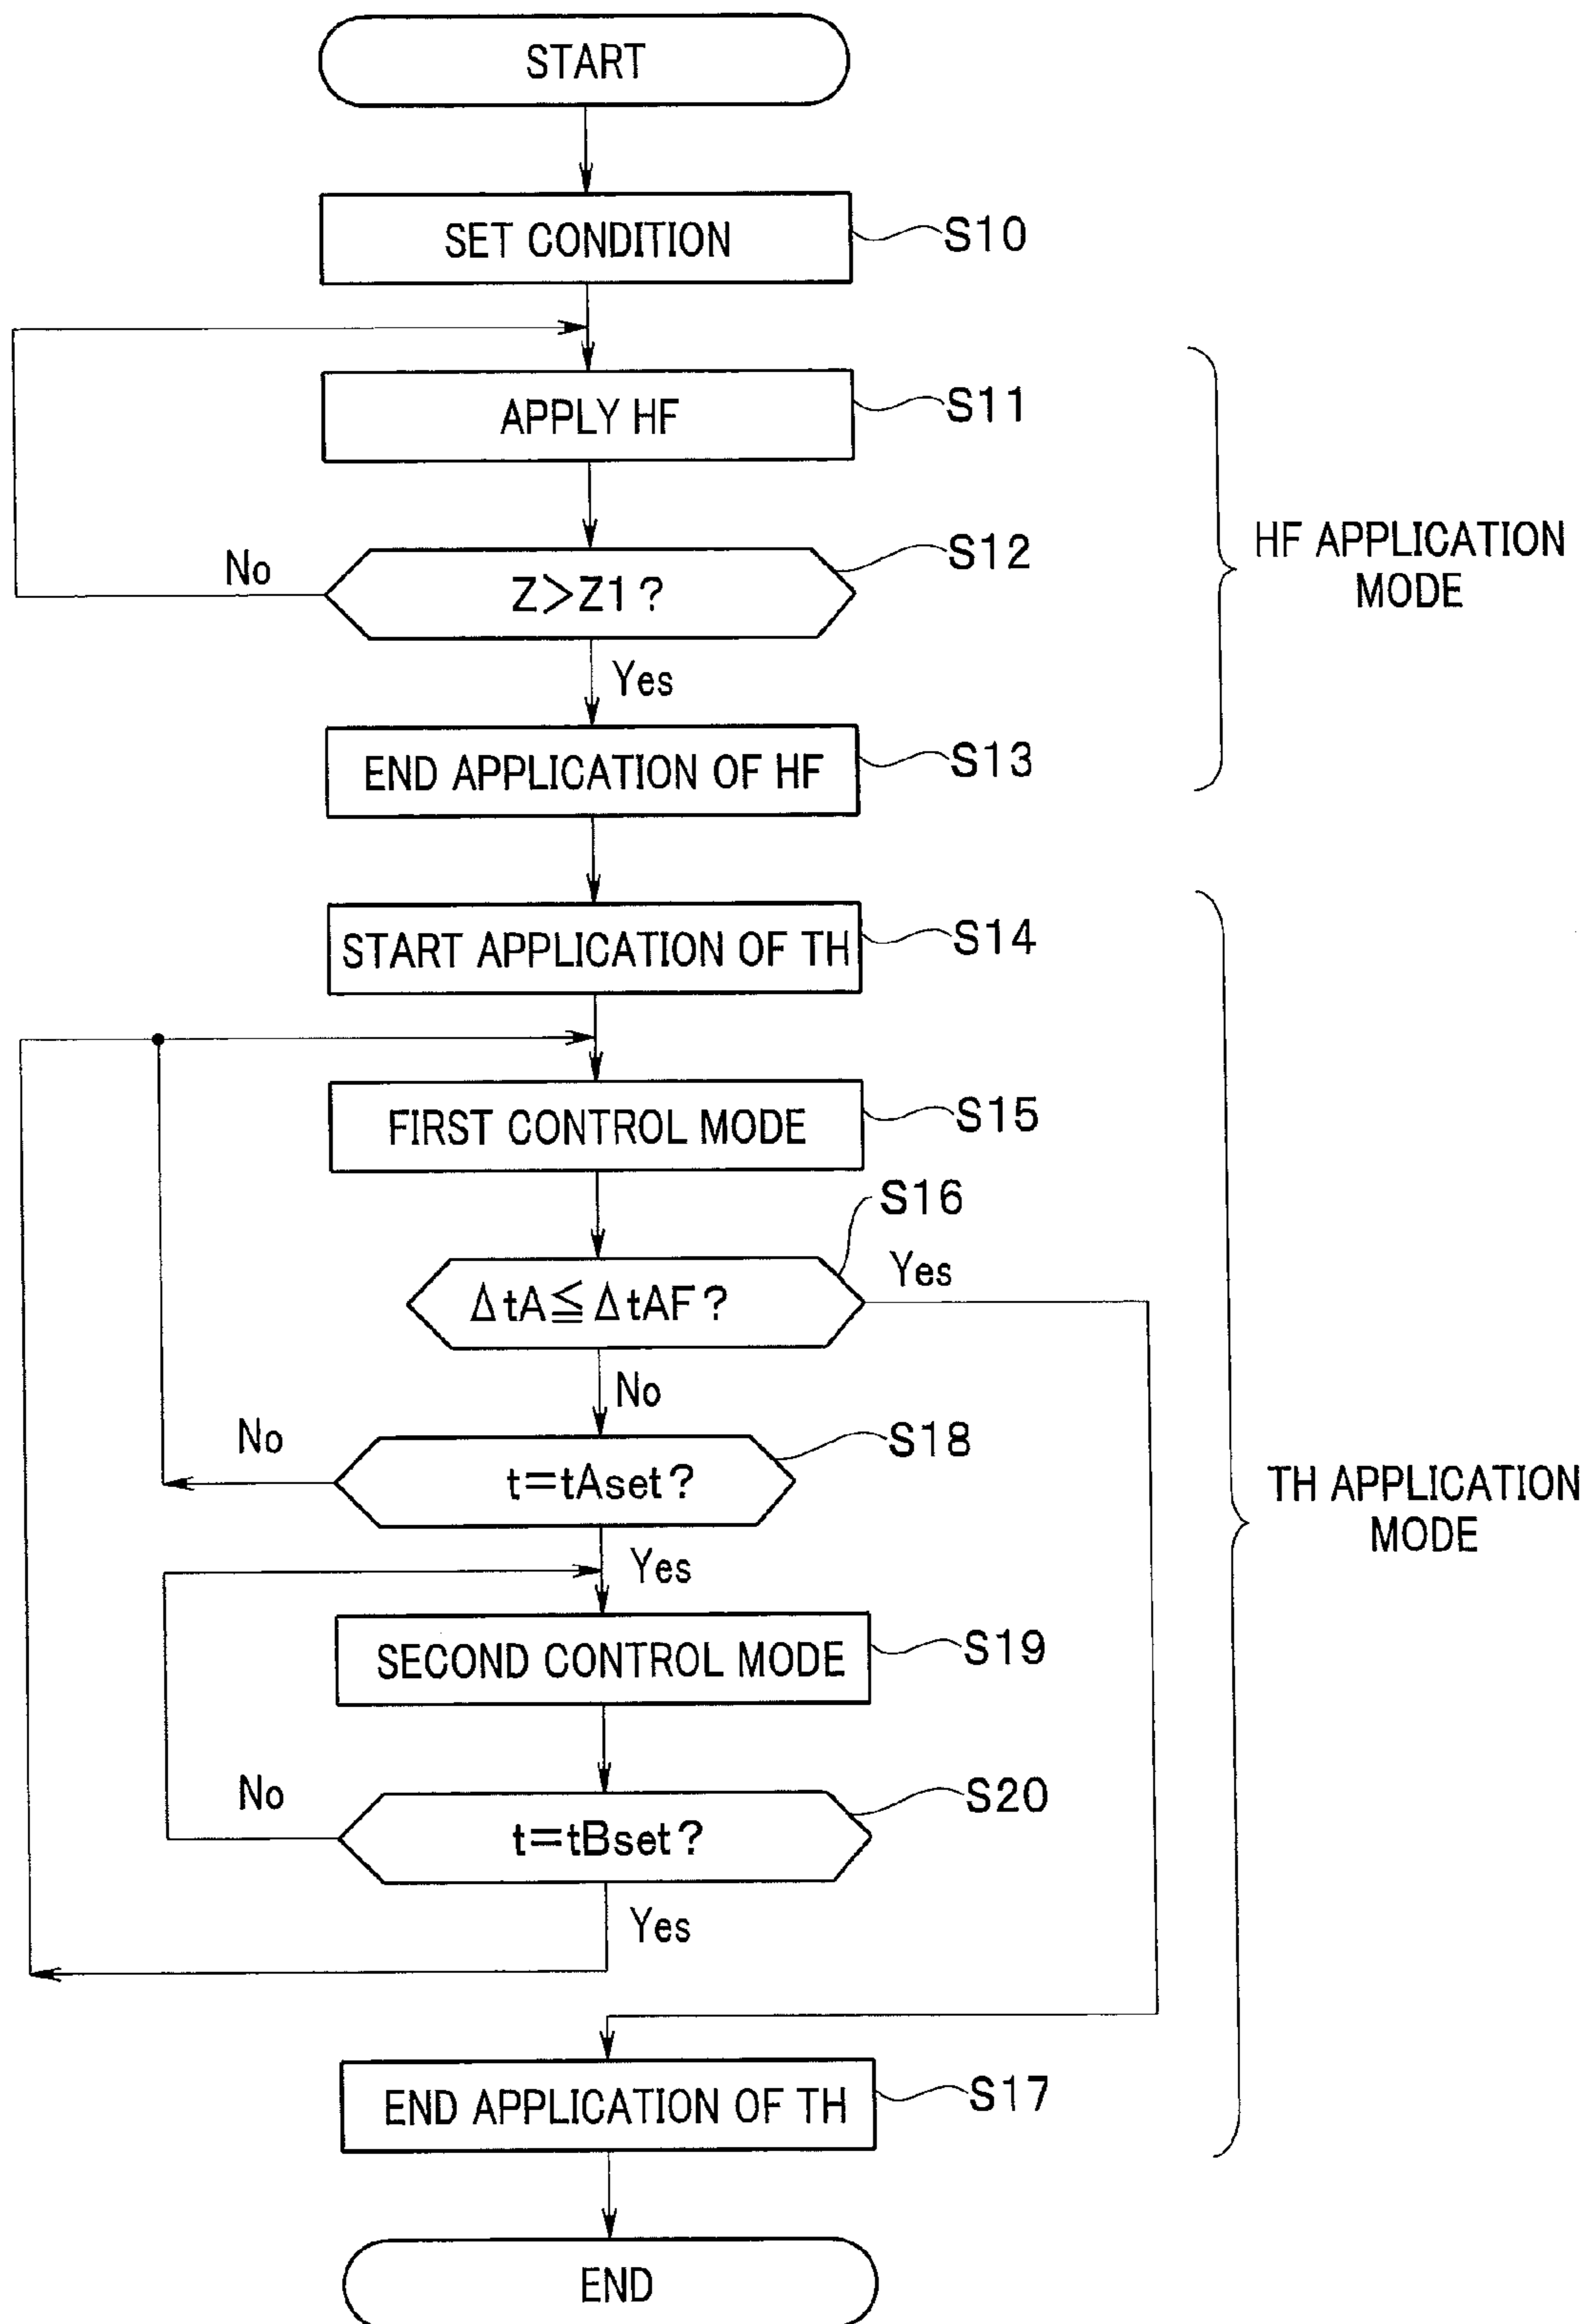 START
SET CONDITION
S10
APPLY HF
S11
Z>Z1?
S12
No
Yes
HF APPLICATION
MODE
END APPLICATION OF HF
S13
START APPLICATION OF TH
S14
FIRST CONTROL MODE
S15
S16
ΔtA≦ΔtAF?
Yes
No
t=tAset?
S18
No
Yes
TH APPLICATION
MODE
SECOND CONTROL MODE
S19
t=tBset?
S20
No
Yes
END APPLICATION OF TH
S17
END